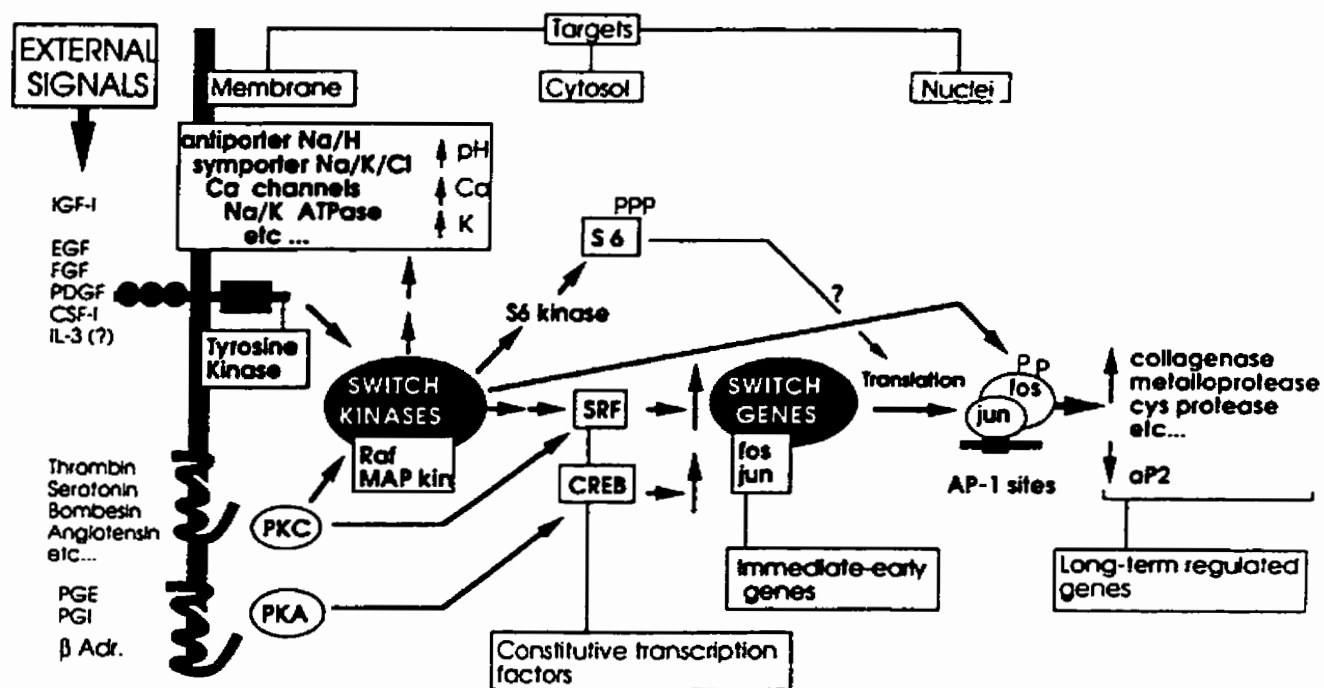 EXTERNAL
SIGNALS
Targets
Membrane
Cytosol
Nuclei
antiporter Na/H
symporter Na/K/Cl
Ca channels
Na/K ATPase
etc ...
pH
Ca
K
IGF-I
EGF
FGF
PDGF
CSF-I
IL-3 (?)
Tyrosine
Kinase
PPP
S6
S6 kinase
?
SWITCH
KINASES
Raf
MAP kin
SRF
CREB
SWITCH
GENES
fos
jun
Translation
P P
fos
jun
AP-1 sites
collagenase
metalloprotease
cys protease
etc...
aP2
Thrombin
Serotonin
Bombesin
Angiotensin
etc...
PKC
PGE
PGI
β Adr.
PKA
Immediate-early
genes
Long-term regulated
genes
Constitutive transcription
factors